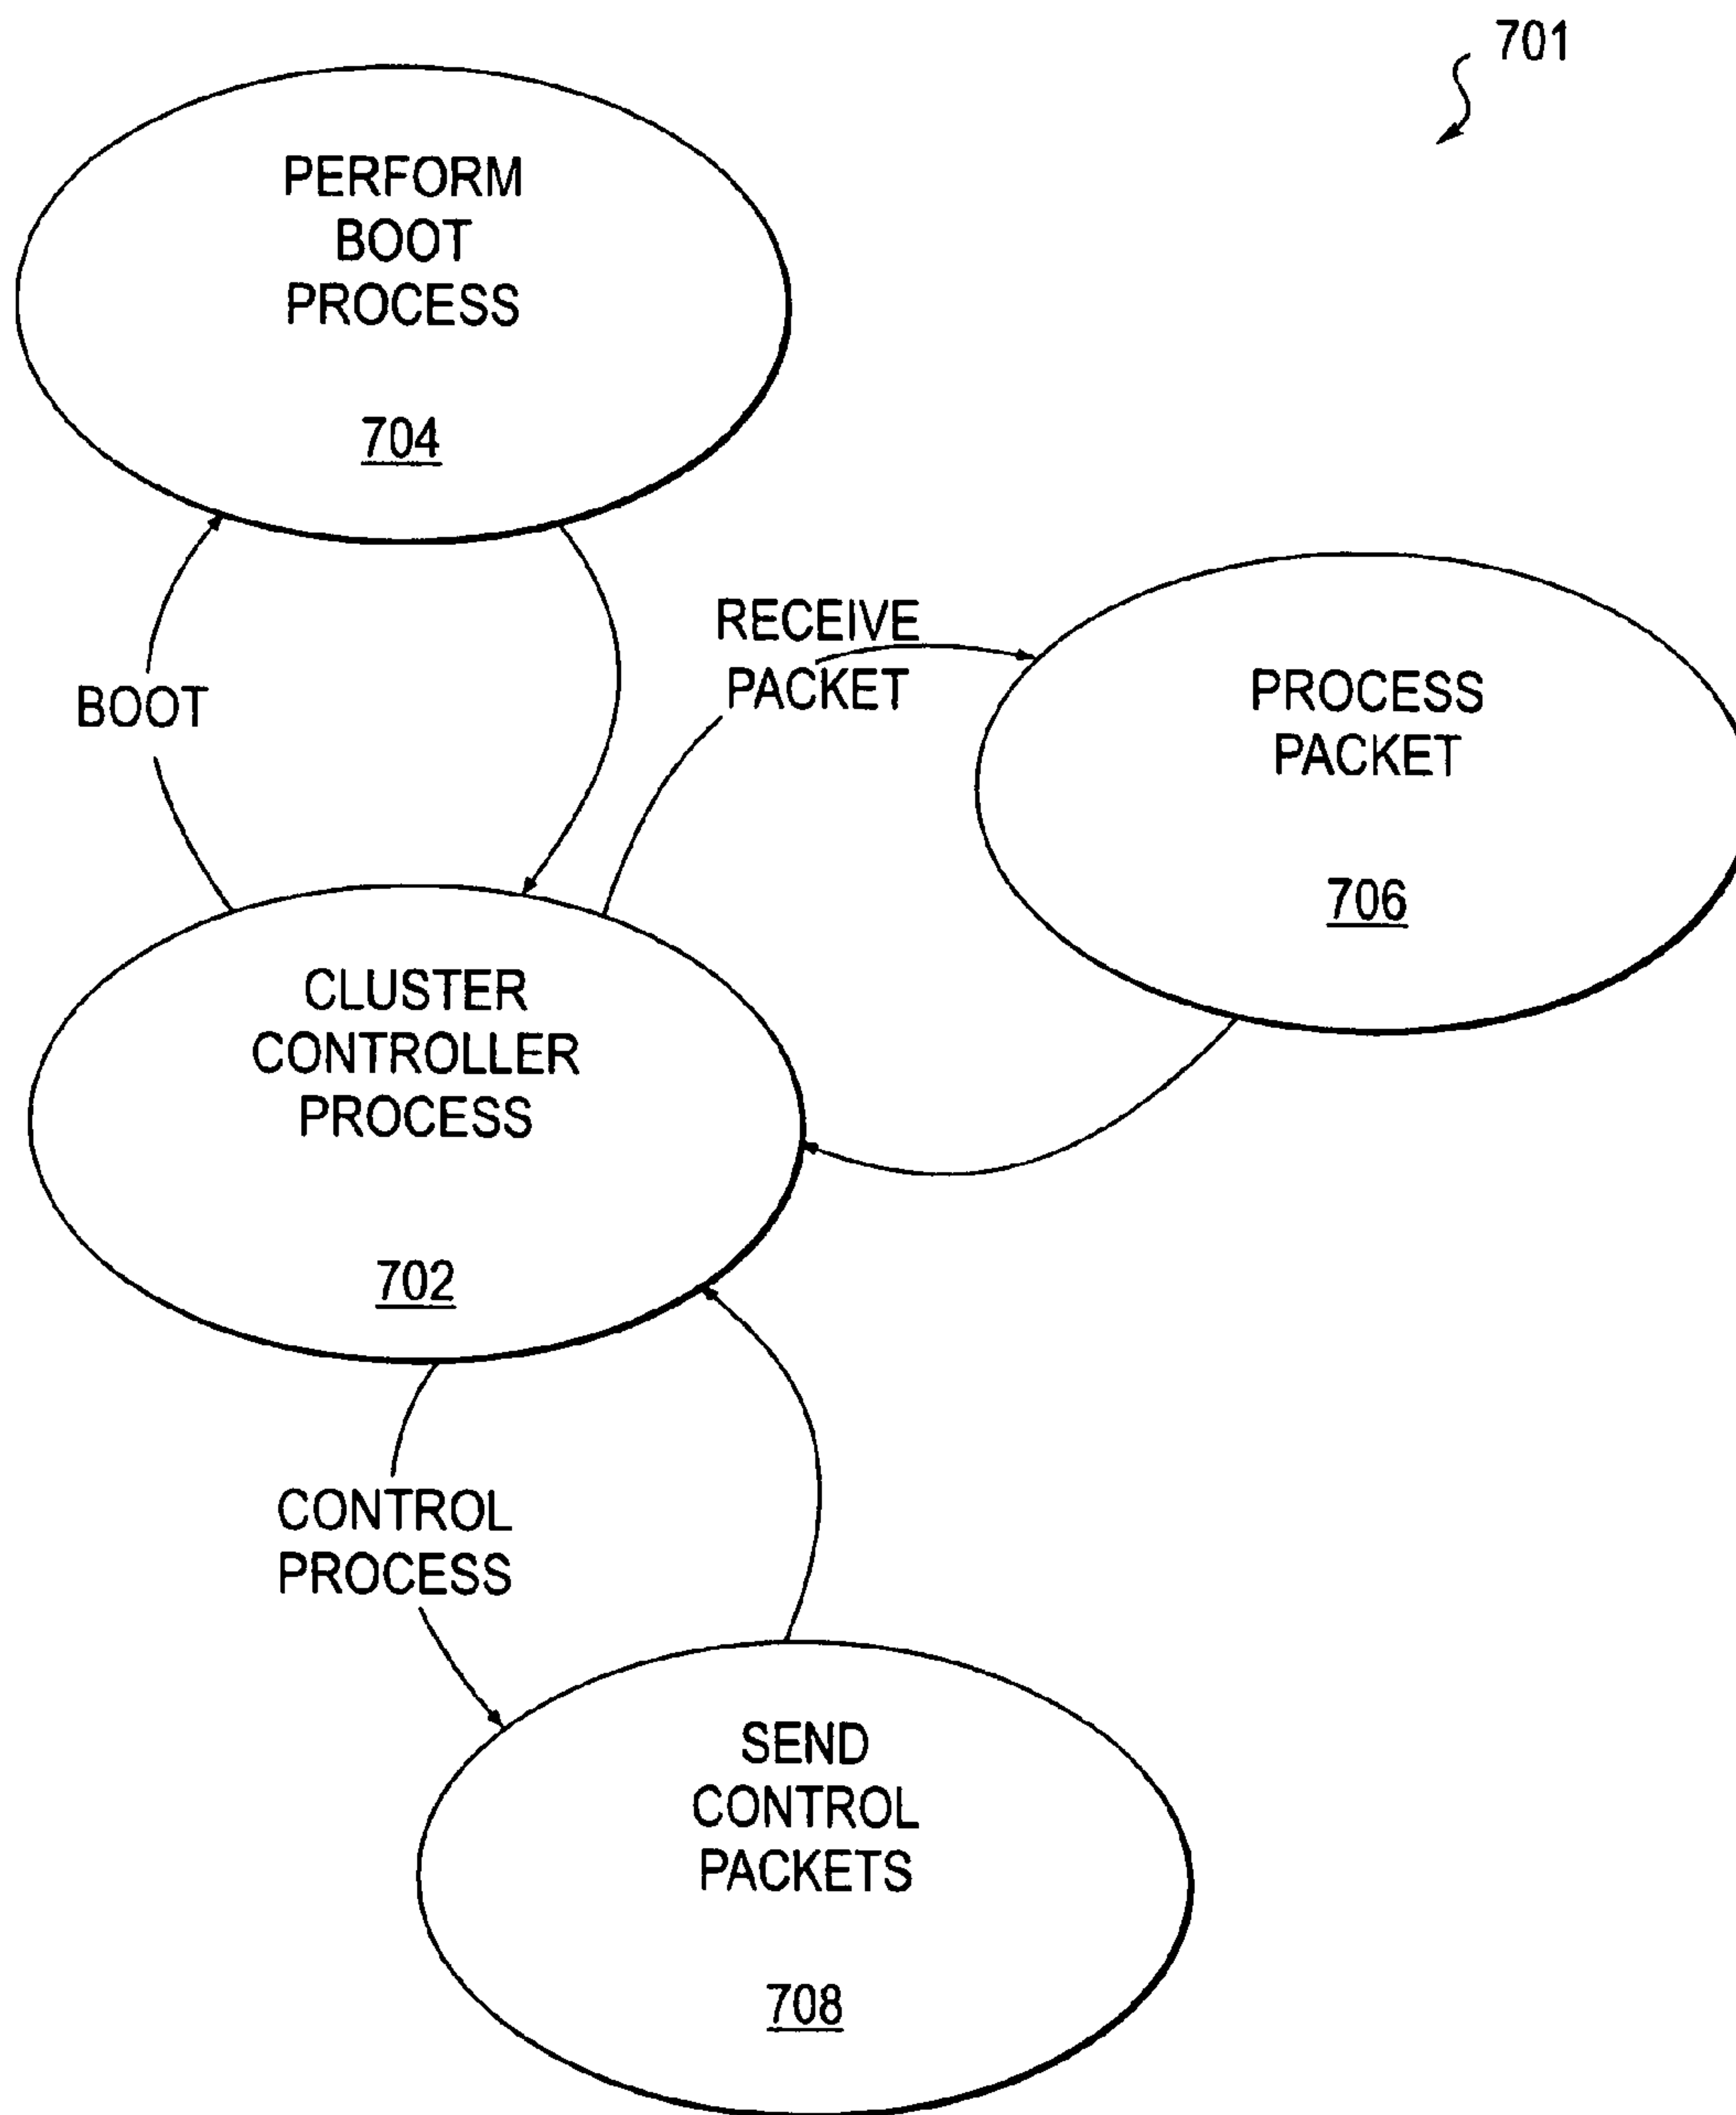 701
PERFORM
BOOT
PROCESS
704
RECEIVE
PACKET
BOOT
PROCESS
PACKET
706
CLUSTER
CONTROLLER
PROCESS
702
CONTROL
PROCESS
SEND
CONTROL
PACKETS
708